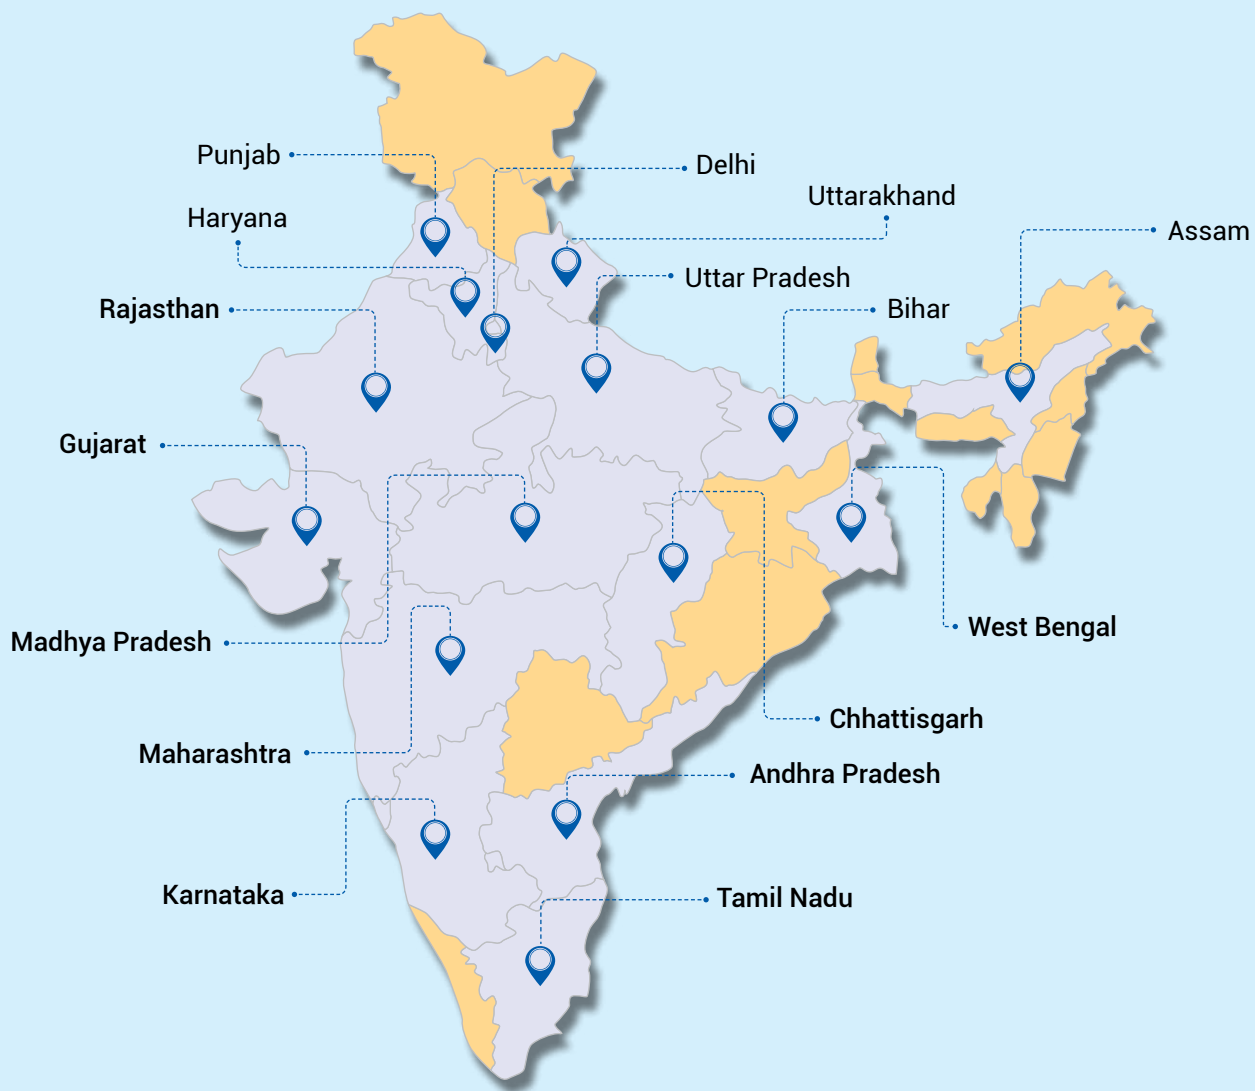 Punjab
Delhi
Uttarakhand
Haryana
Assam
Uttar Pradesh
Rajasthan
Bihar
Gujarat
Madhya Pradesh
West Bengal
Chhattisgarh
Maharashtra
Andhra Pradesh
Karnataka
Tamil Nadu